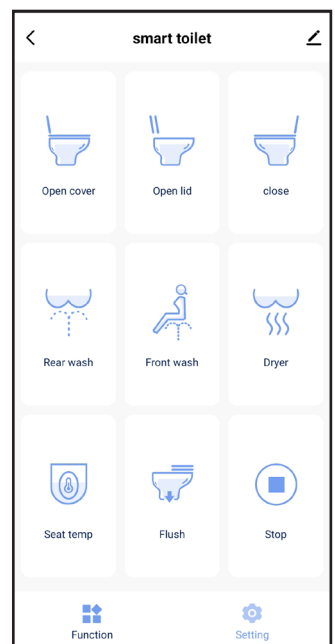 smart toilet
Open cover
Open lid
close
Rear wash
Front wash
Dryer
Seat temp
Flush
Stop
Function
Setting